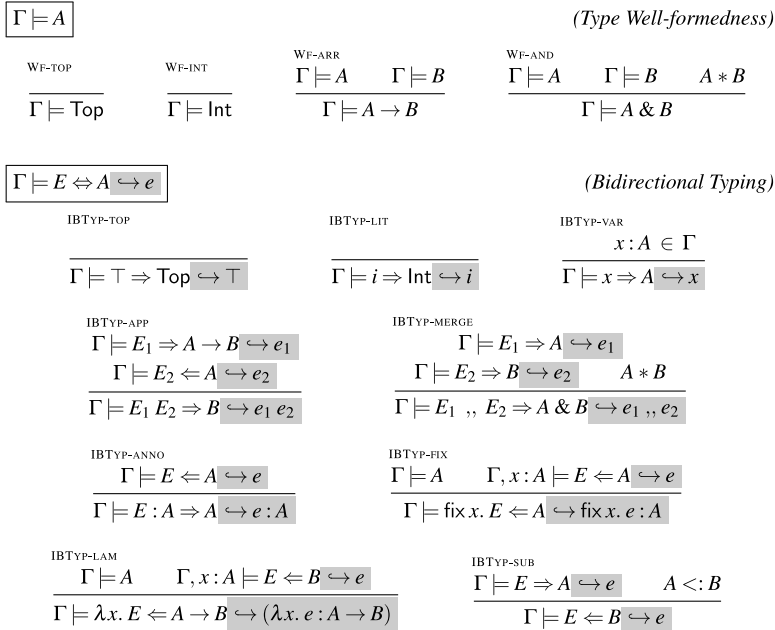 Γ ⊨ A (Type Well-formedness)
WF-TOP WF-INT WF-ARR WF-AND
Γ ⊨ A Γ ⊨ B Γ ⊨ A Γ ⊨ B A * B
Γ ⊨ Top Γ ⊨ Int Γ ⊨ A → B Γ ⊨ A & B
Γ ⊨ E ⇔ A ↪ e (Bidirectional Typing)
IBTYP-TOP IBTYP-LIT IBTYP-VAR
x : A ∈ Γ
Γ ⊨ ⊤ ⇒ Top ↪ ⊤ Γ ⊨ i ⇒ Int ↪ i Γ ⊨ x ⇒ A ↪ x
IBTYP-APP IBTYP-MERGE
Γ ⊨ E₁ ⇒ A → B ↪ e₁ Γ ⊨ E₁ ⇒ A ↪ e₁
Γ ⊨ E₂ ⇐ A ↪ e₂ Γ ⊨ E₂ ⇒ B ↪ e₂ A * B
Γ ⊨ E₁ E₂ ⇒ B ↪ e₁ e₂ Γ ⊨ E₁ ,, E₂ ⇒ A & B ↪ e₁ ,, e₂
IBTYP-ANNO IBTYP-FIX
Γ ⊨ E ⇐ A ↪ e Γ ⊨ A Γ, x : A ⊨ E ⇐ A ↪ e
Γ ⊨ E : A ⇒ A ↪ e : A Γ ⊨ fix x. E ⇐ A ↪ fix x. e : A
IBTYP-LAM IBTYP-SUB
Γ ⊨ A Γ, x : A ⊨ E ⇐ B ↪ e Γ ⊨ E ⇒ A ↪ e A <: B
Γ ⊨ λx. E ⇐ A → B ↪ (λx. e : A → B) Γ ⊨ E ⇐ B ↪ e